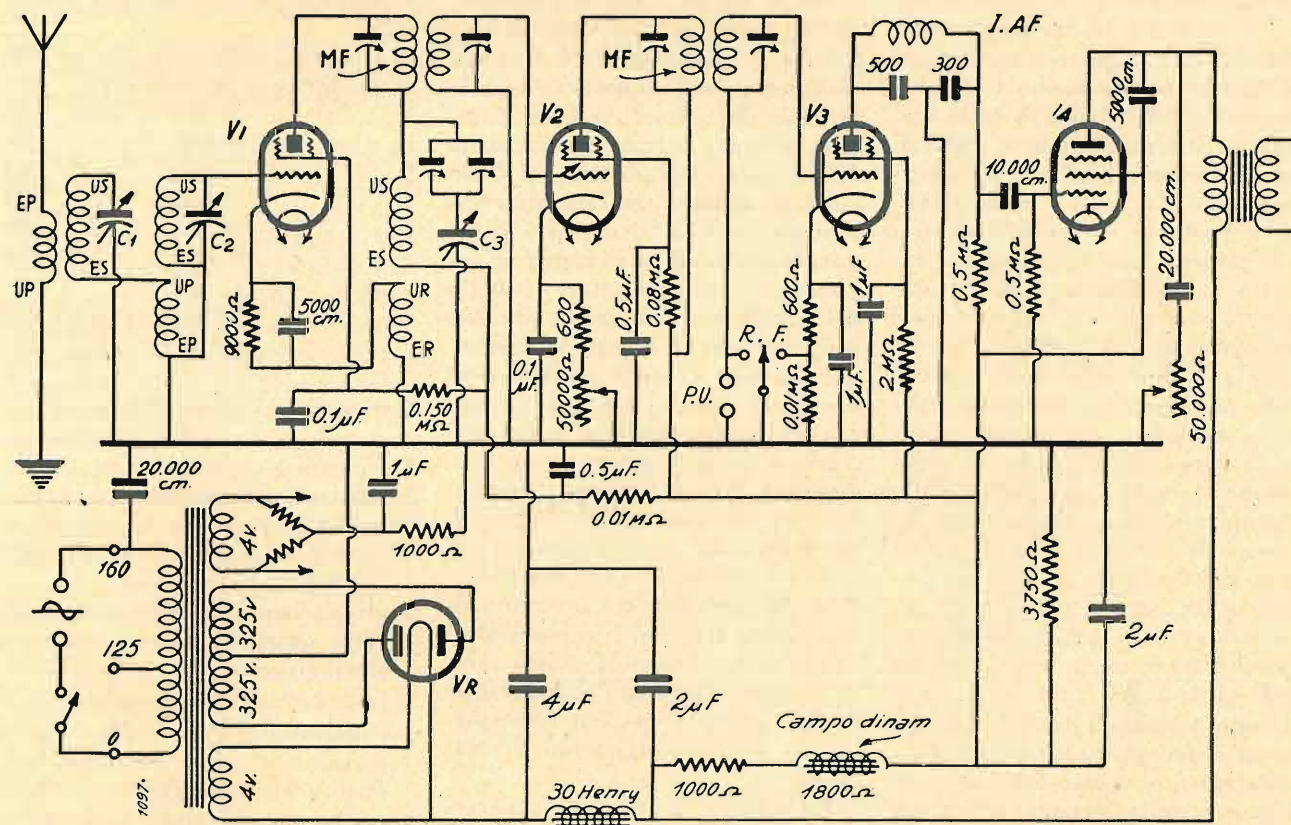 MF
MF
I.AF.
500
300
V1
V2
V3
5000
cm.
10.000
cm.
EP
US
C1
US
C2
US
C3
ES
ES
ES
UP
UP
UR
EP
ER
900Ω
5000
cm.
0.1μF
0.150
MΩ
0.1
μF.
600
50000Ω
0.5μF.
0.08MΩ
R.F.
P.U.
600Ω
0.01MΩ
1μF
1μF.
2MΩ
0.5MΩ
0.5MΩ
20.000 cm.
50.000Ω
20.000
cm.
1μF
0.5μF.
4v.
1000Ω
0.01MΩ
160
125
0
325v
325v.
VR
4v.
4μF
2μF
3750Ω
2μF.
Campo dinam
1000Ω
1800Ω
30 Henry
1097.